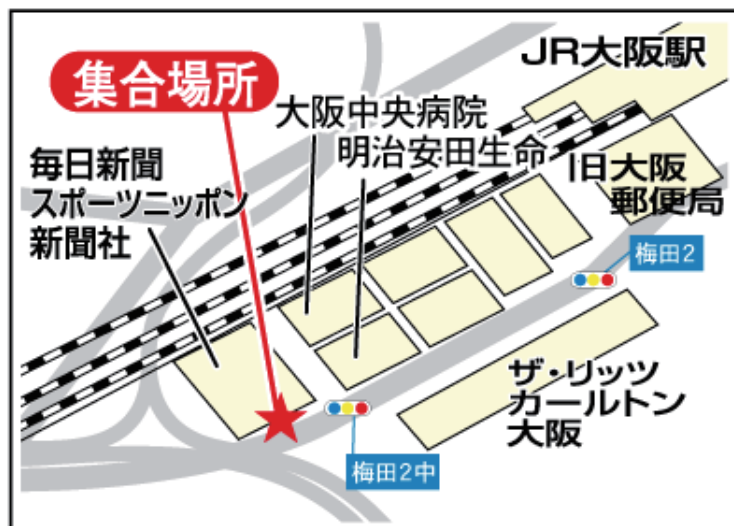 JR大阪駅
集合場所
大阪中央病院
明治安田生命
毎日新聞
スポーツニッポン
新聞社
旧大阪
郵便局
梅田2
ザ・リッツ
カールトン
大阪
梅田2中